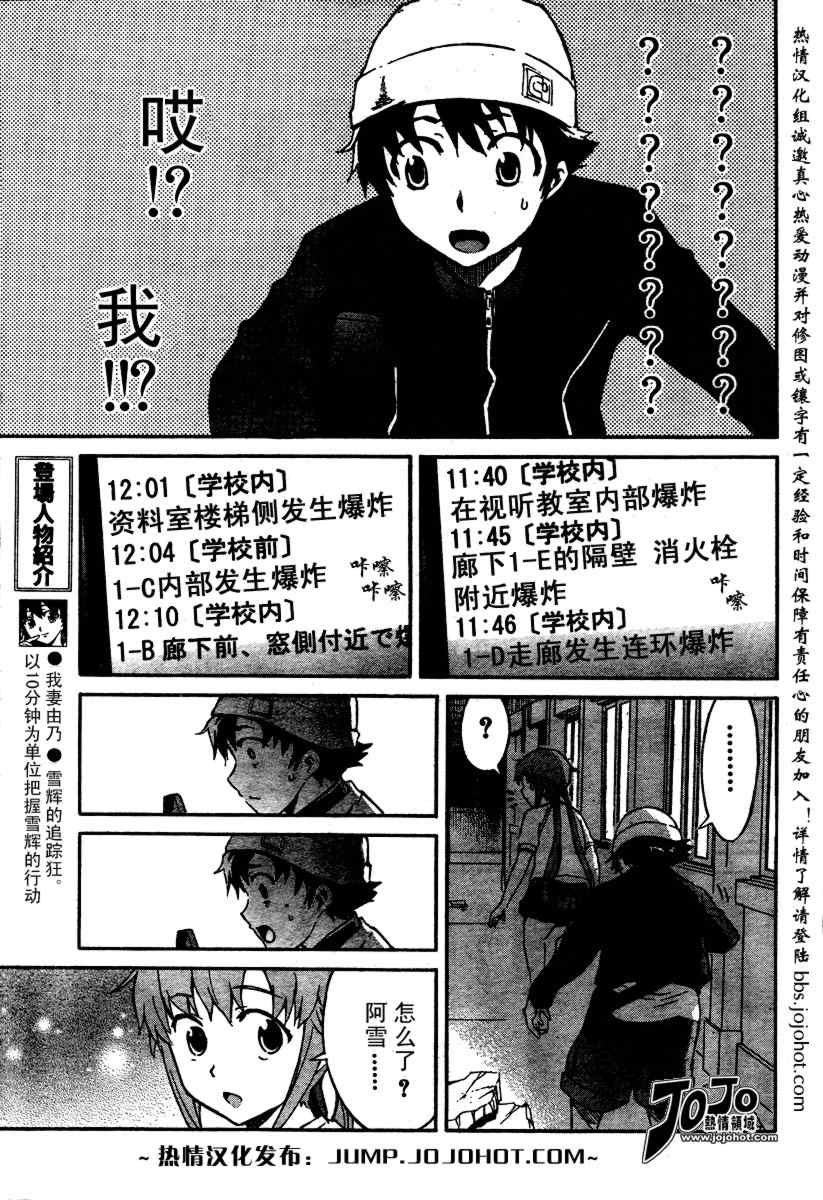 哎!?
我!!!?
????????
????????
11:40〔学校内〕
在视听教室内部爆炸
11:45〔学校内〕
廊下1-E的隔壁 消火栓
附近爆炸
11:46〔学校内〕
1-D走廊发生连环爆炸
咔嚓
12:01〔学校内〕
资料室楼梯侧发生爆炸
12:04〔学校前〕
1-C内部发生爆炸
12:10〔学校内〕
1-B 廊下前、窓側付近で爆
咔嚓
咔嚓
登場人物紹介
●我妻由乃●雪辉的追踪狂。
以10分钟为单位把握雪辉的行动
………
?
怎么了?
阿雪……
热情汉化组诚邀真心热爱动漫并对修图或镶字有一定经验和时间保障有责任心的朋友加入!详情了解请登陆 bbs.jojohot.com
JOJO
熱情領域
www.jojohot.com
~热情汉化发布:JUMP.JOJOHOT.COM~